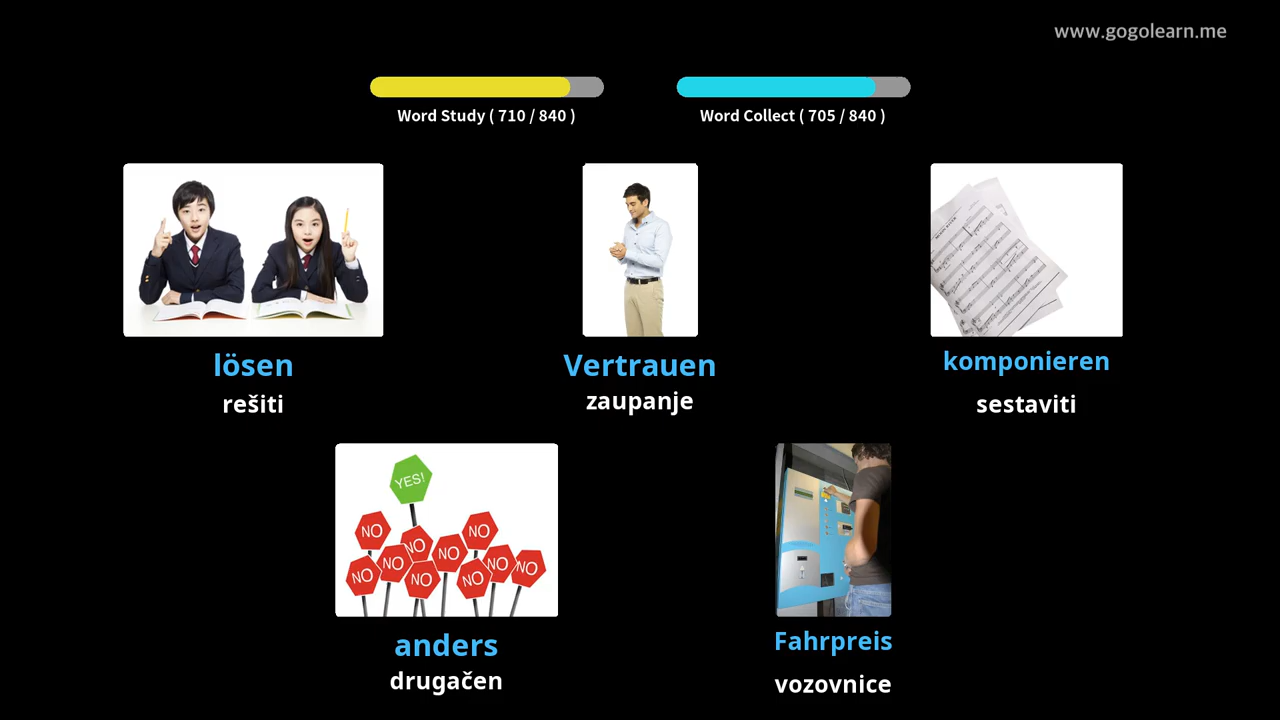 www.gogolearn.me
Word Study ( 710 / 840 )
Word Collect ( 705 / 840 )
lösen
rešiti
Vertrauen
zaupanje
komponieren
sestaviti
YES!
NO
NO
NO
NO
NO
NO
NO
NO
NO
NO
anders
drugačen
Fahrpreis
vozovnice